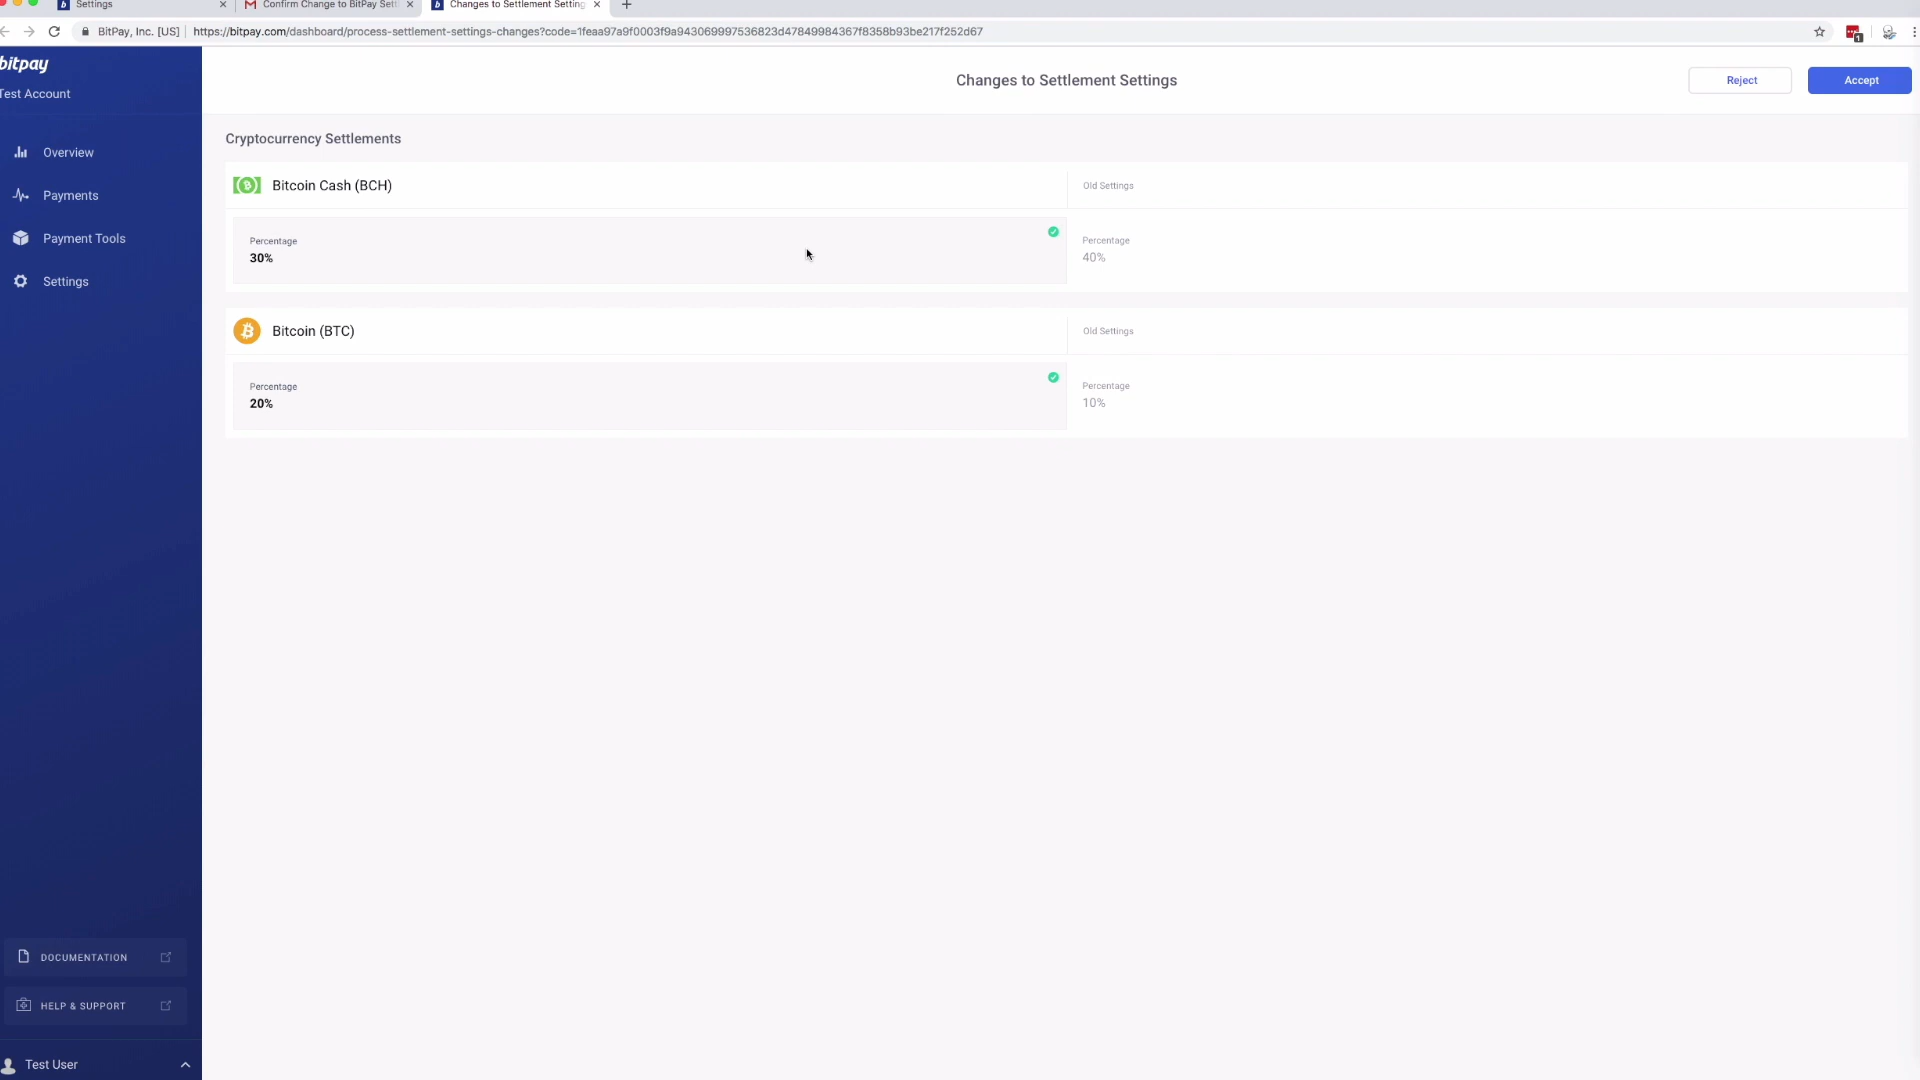 Settings
Confirm Change to BitPay Sett
Changes to Settlement Setting
BitPay, Inc. [US]
https://bitpay.com/dashboard/process-settlement-settings-changes?code=1feaa97a9f0003f9a943069997536823d47849984367f8358b93be217f252d67
1
bitpay
Test Account
Changes to Settlement Settings
Reject
Accept
Overview
Payments
Payment Tools
Settings
Cryptocurrency Settlements
Bitcoin Cash (BCH)
Old Settings
Percentage
30%
Percentage
40%
Bitcoin (BTC)
Old Settings
Percentage
20%
Percentage
10%
DOCUMENTATION
HELP & SUPPORT
Test User